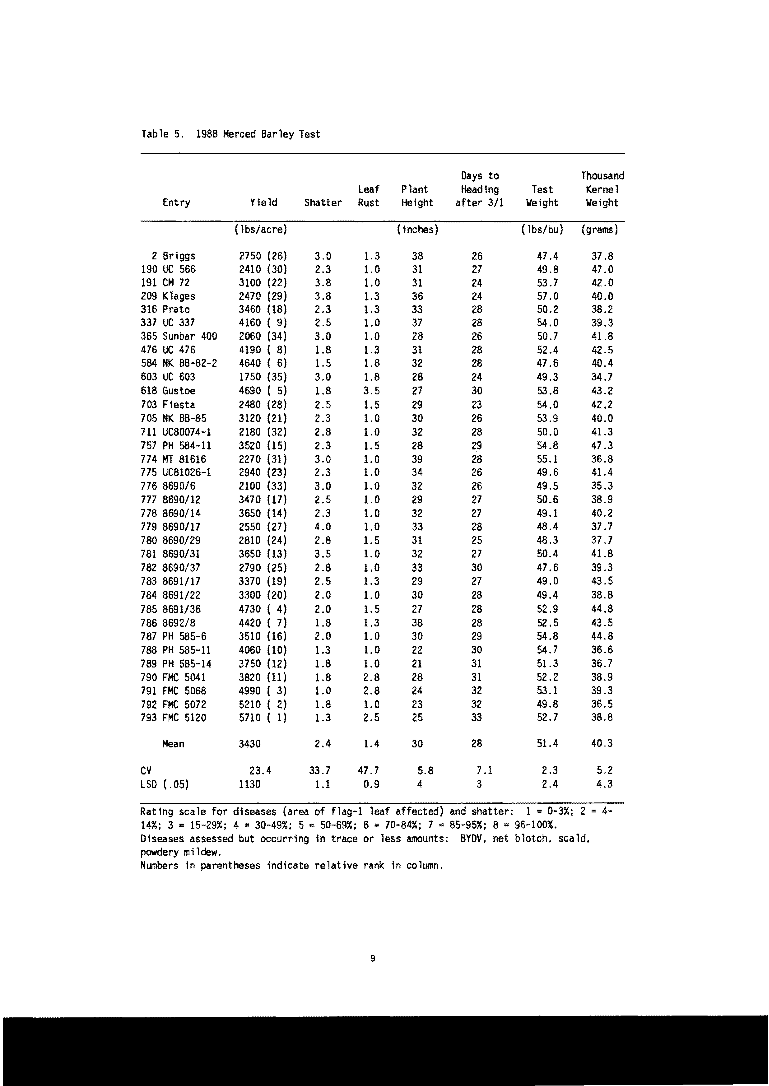 Table 5. 1988 Merced Barley Test
Days to Thousand
Leaf Plant Heading Test Kernel
Entry Yield Shatter Rust Height after 3/1 Weight Weight
(lbs/acre) (inches) (lbs/bu) (grams)
2 Briggs 2750 (26) 3.0 1.3 38 26 47.4 37.8
190 UC 566 2410 (30) 2.3 1.0 31 27 49.8 47.0
191 CM 72 3100 (22) 3.8 1.0 31 24 53.7 42.0
209 Klages 2470 (29) 3.8 1.3 36 24 57.0 40.0
316 Prato 3460 (18) 2.3 1.3 33 28 50.2 38.2
337 UC 337 4160 ( 9) 2.5 1.0 37 28 54.0 39.3
365 Sunbar 400 2060 (34) 3.0 1.0 28 26 50.7 41.8
476 UC 476 4190 ( 8) 1.8 1.3 31 28 52.4 42.5
584 NK BB-82-2 4640 ( 6) 1.5 1.8 32 28 47.6 40.4
603 UC 603 1750 (35) 3.0 1.8 28 24 49.3 34.7
618 Gustoe 4690 ( 5) 1.8 3.5 27 30 53.8 43.2
703 Fiesta 2480 (28) 2.5 1.5 29 23 54.0 42.2
705 NK BB-85 3120 (21) 2.3 1.0 30 26 53.9 40.0
711 UC80074-1 2180 (32) 2.8 1.0 32 28 50.0 41.3
757 PH 584-11 3520 (15) 2.3 1.5 28 29 54.8 47.3
774 MT 81616 2270 (31) 3.0 1.0 39 28 55.1 36.8
775 UC81026-1 2940 (23) 2.3 1.0 34 26 49.6 41.4
776 8690/6 2100 (33) 3.0 1.0 32 26 49.5 35.3
777 8690/12 3470 (17) 2.5 1.0 29 27 50.6 38.9
778 8690/14 3650 (14) 2.3 1.0 32 27 49.1 40.2
779 8690/17 2550 (27) 4.0 1.0 33 28 48.4 37.7
780 8690/29 2810 (24) 2.8 1.5 31 25 48.3 37.7
781 8690/31 3650 (13) 3.5 1.0 32 27 50.4 41.8
782 8690/37 2790 (25) 2.8 1.0 33 30 47.6 39.3
783 8691/17 3370 (19) 2.5 1.3 29 27 49.0 43.5
784 8691/22 3300 (20) 2.0 1.0 30 28 49.4 38.8
785 8691/36 4730 ( 4) 2.0 1.5 27 28 52.9 44.8
786 8692/8 4420 ( 7) 1.8 1.3 38 28 52.5 43.5
787 PH 585-6 3510 (16) 2.0 1.0 30 29 54.8 44.8
788 PH 585-11 4060 (10) 1.3 1.0 22 30 54.7 36.6
789 PH 585-14 3750 (12) 1.8 1.0 21 31 51.3 36.7
790 FMC 5041 3820 (11) 1.8 2.8 28 31 52.2 38.9
791 FMC 5068 4990 ( 3) 1.0 2.8 24 32 53.1 39.3
792 FMC 5072 5210 ( 2) 1.8 1.0 23 32 49.8 36.5
793 FMC 5120 5710 ( 1) 1.3 2.5 25 33 52.7 38.8
Mean 3430 2.4 1.4 30 28 51.4 40.3
CV 23.4 33.7 47.7 5.8 7.1 2.3 5.2
LSD (.05) 1130 1.1 0.9 4 3 2.4 4.3
Rating scale for diseases (area of flag-1 leaf affected) and shatter: 1 = 0-3%; 2 = 4-
14%; 3 = 15-29%; 4 = 30-49%; 5 = 50-69%; 6 = 70-84%; 7 = 85-95%; 8 = 96-100%.
Diseases assessed but occurring in trace or less amounts: BYDV, net blotch, scald,
powdery mildew.
Numbers in parentheses indicate relative rank in column.
9